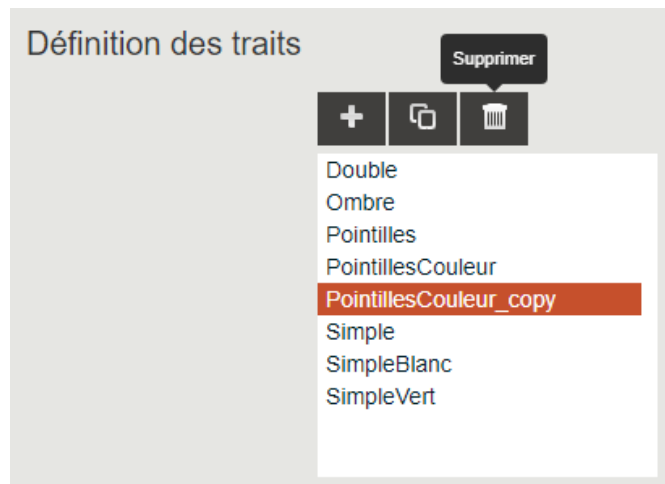 Définition des traits
Supprimer
Double
Ombre
Pointilles
PointillesCouleur
PointillesCouleur_copy
Simple
SimpleBlanc
SimpleVert